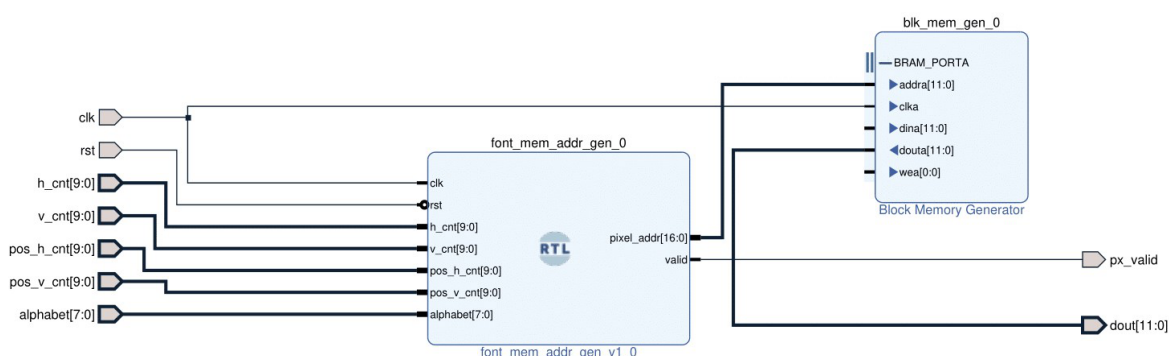 blk_mem_gen_0
BRAM_PORTA
addra[11:0]
clka
dina[11:0]
douta[11:0]
wea[0:0]
Block Memory Generator
clk
rst
h_cnt[9:0]
v_cnt[9:0]
pos_h_cnt[9:0]
pos_v_cnt[9:0]
alphabet[7:0]
font_mem_addr_gen_0
clk
rst
h_cnt[9:0]
v_cnt[9:0]
pos_h_cnt[9:0]
pos_v_cnt[9:0]
alphabet[7:0]
RTL
pixel_addr[16:0]
valid
font_mem_addr_gen_v1_0
px_valid
dout[11:0]